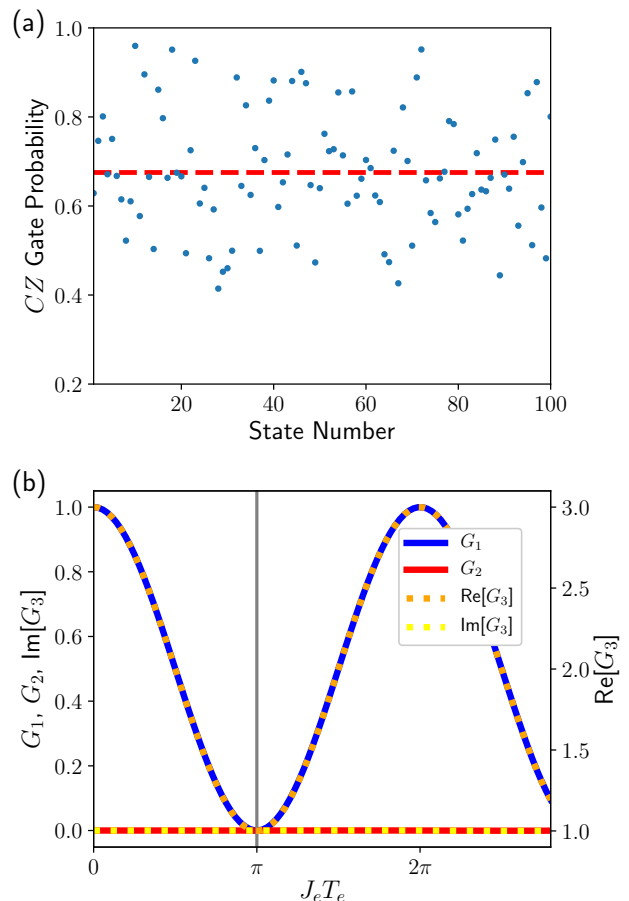 (a)
CZ Gate Probability
1.0
0.8
0.6
0.4
0.2
20
40
60
80
100
State Number
(b)
G₁, G₂, Im[G₃]
1.0
0.8
0.6
0.4
0.2
0.0
G₁
G₂
Re[G₃]
Im[G₃]
3.0
2.5
2.0
1.5
1.0
Re[G₃]
0
π
2π
JₑTₑ